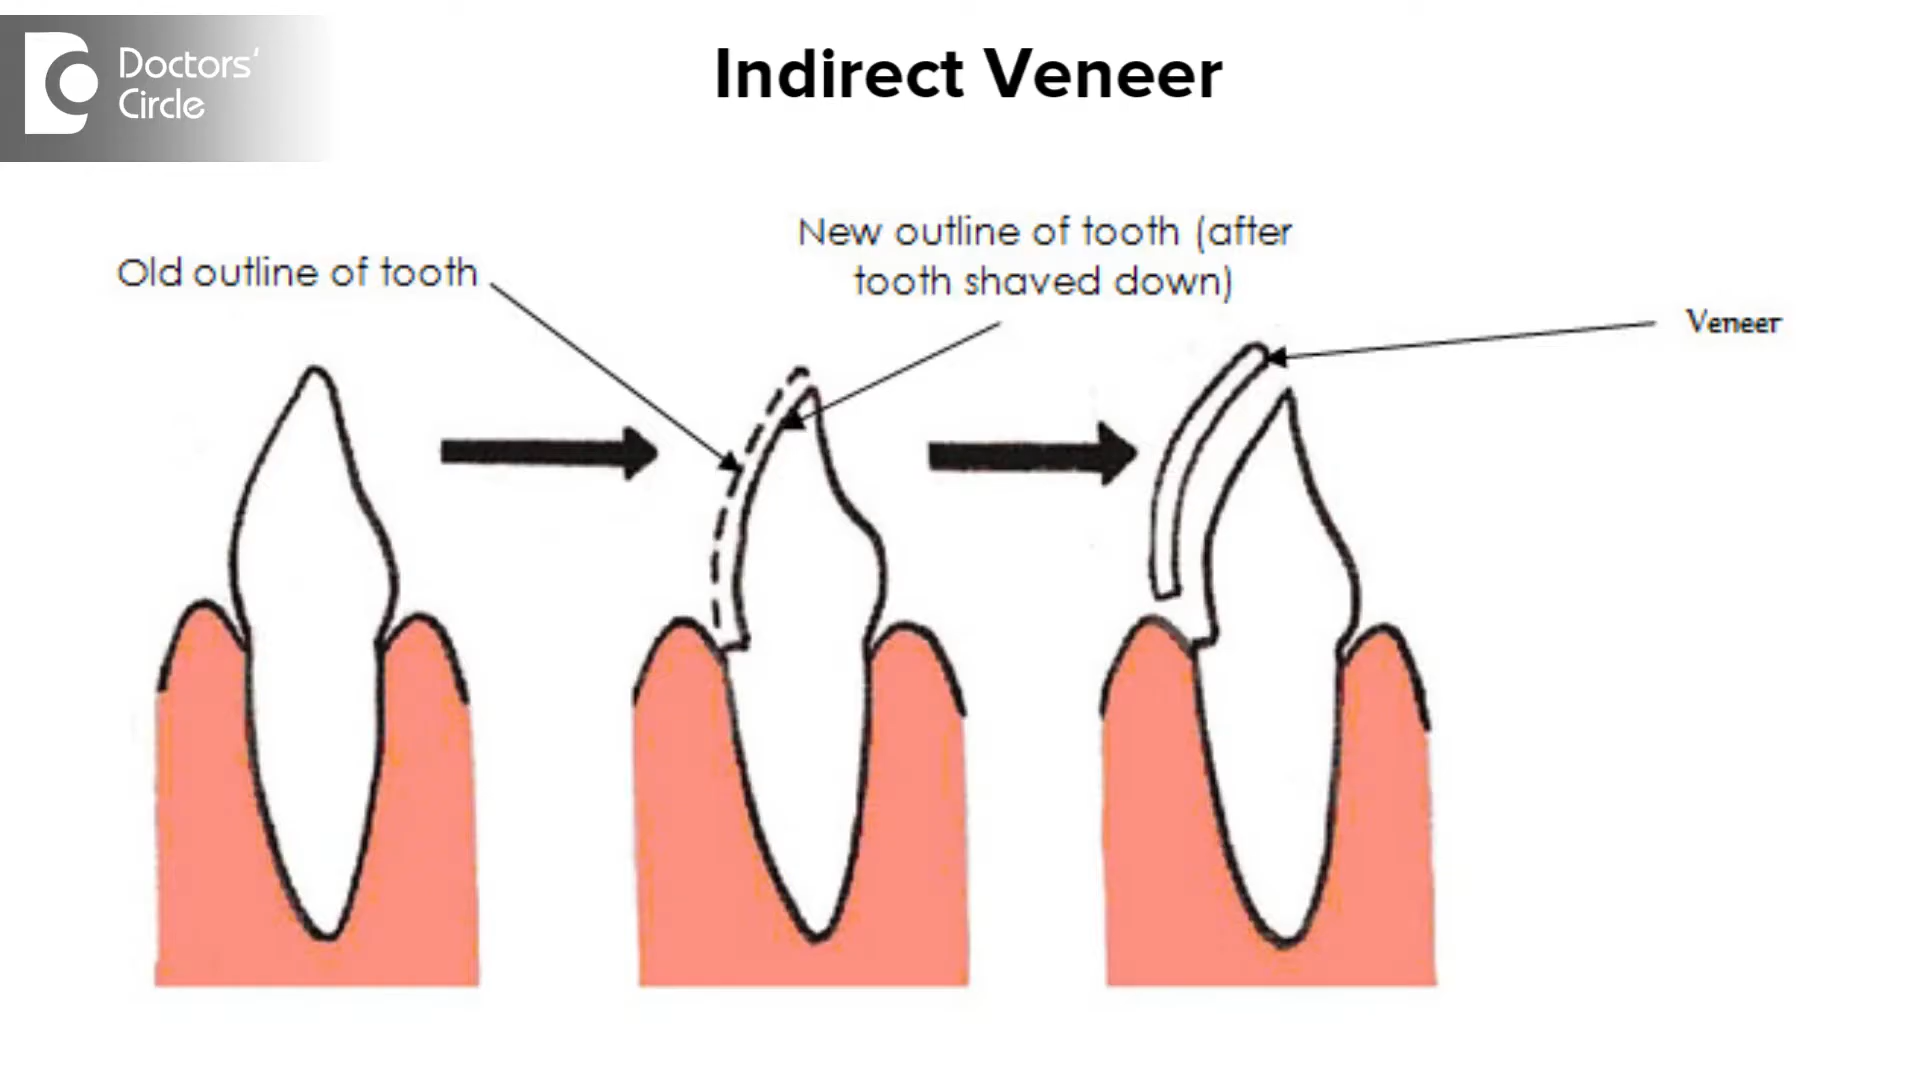 Doctors'
Circle
Indirect Veneer
New outline of tooth (after
tooth shaved down)
Old outline of tooth
Veneer